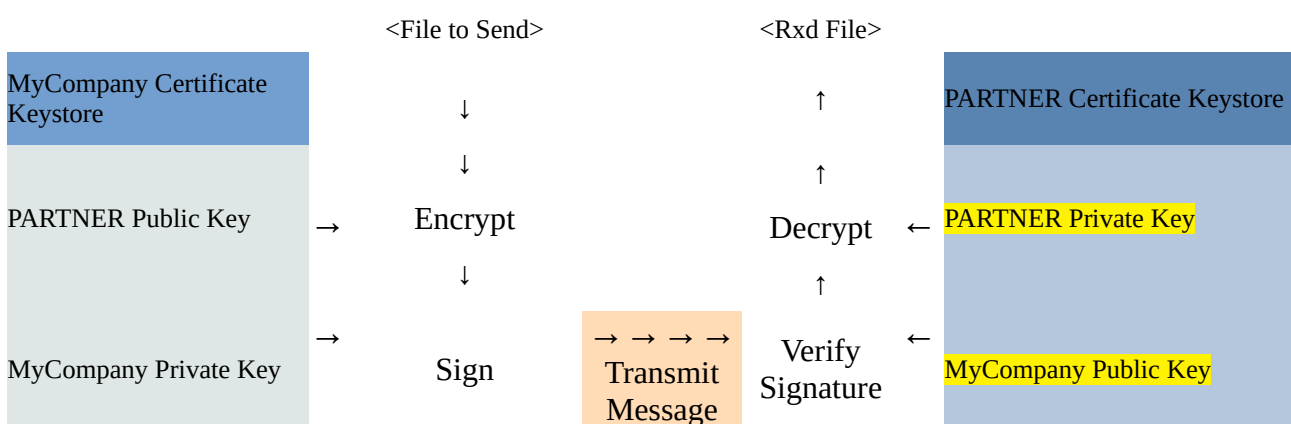 <File to Send>
<Rxd File>
MyCompany Certificate
Keystore
↓
↑
PARTNER Certificate Keystore
↓
↑
PARTNER Public Key
→
Encrypt
Decrypt
←
PARTNER Private Key
↓
↑
→
→ → → →
←
MyCompany Private Key
Sign
Transmit
Message
Verify
Signature
MyCompany Public Key